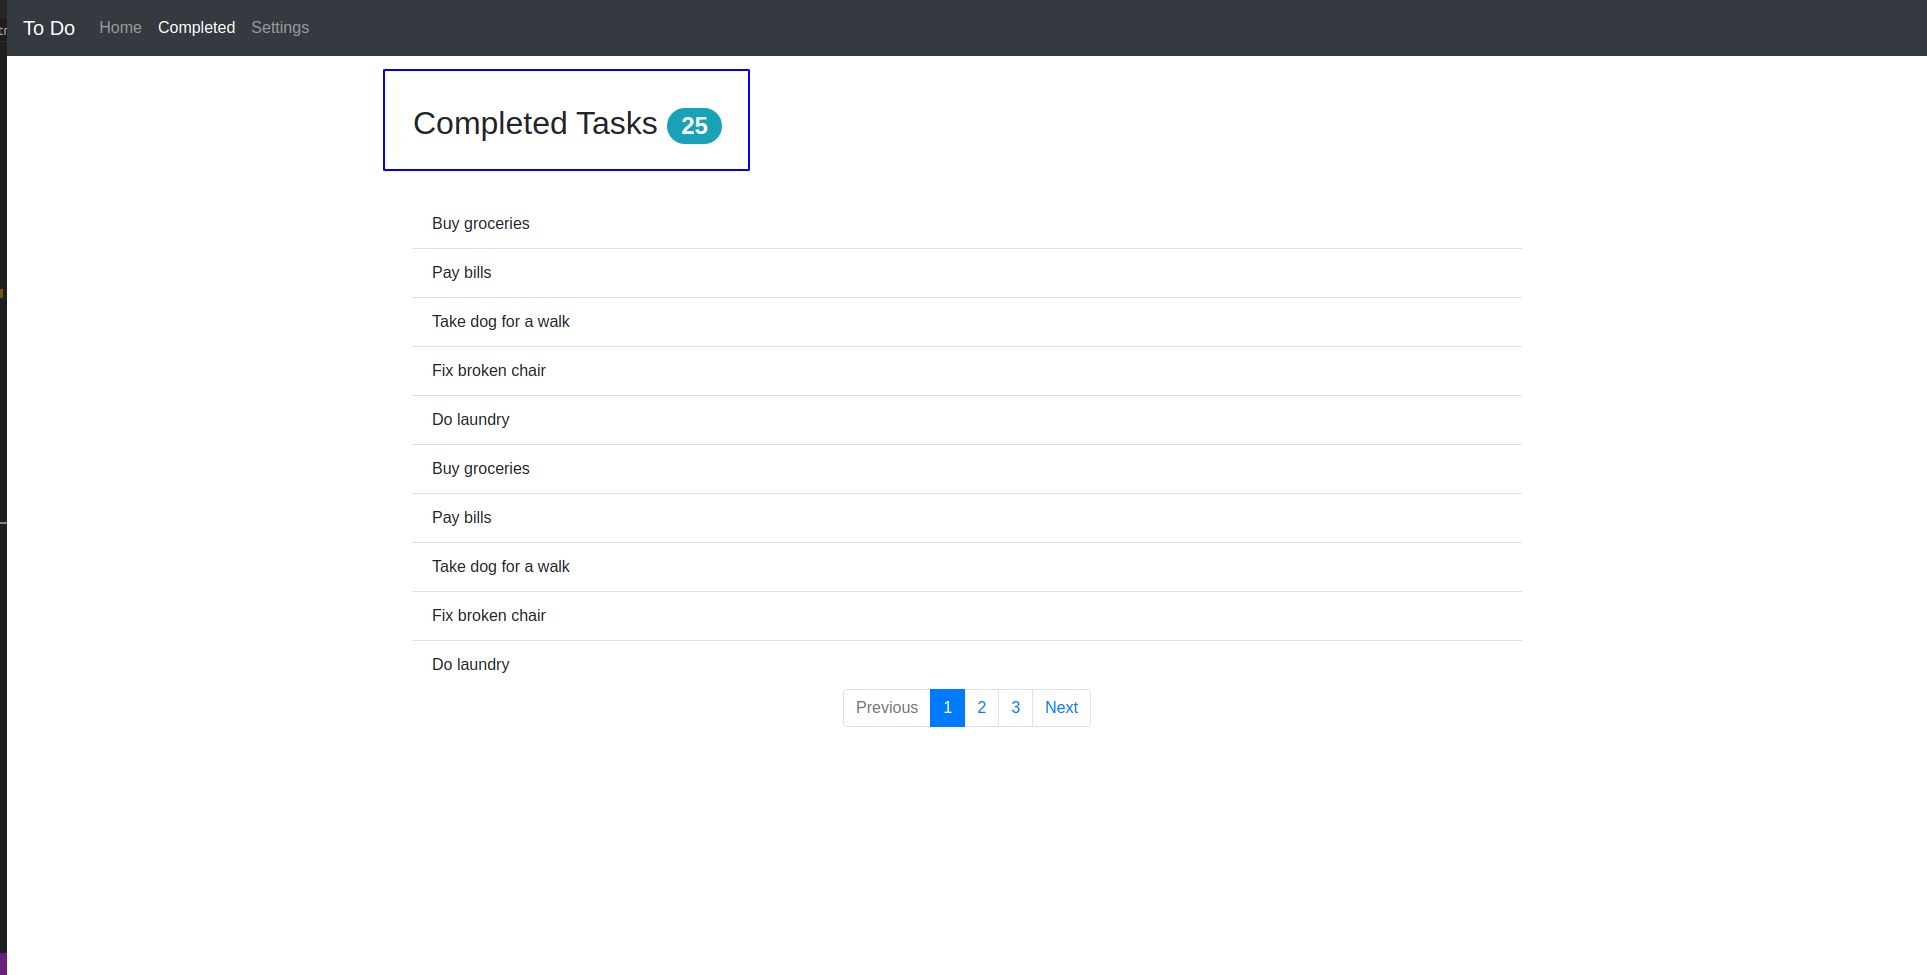 To Do Home Completed Settings
Completed Tasks 25
Buy groceries
Pay bills
Take dog for a walk
Fix broken chair
Do laundry
Buy groceries
Pay bills
Take dog for a walk
Fix broken chair
Do laundry
Previous 1 2 3 Next